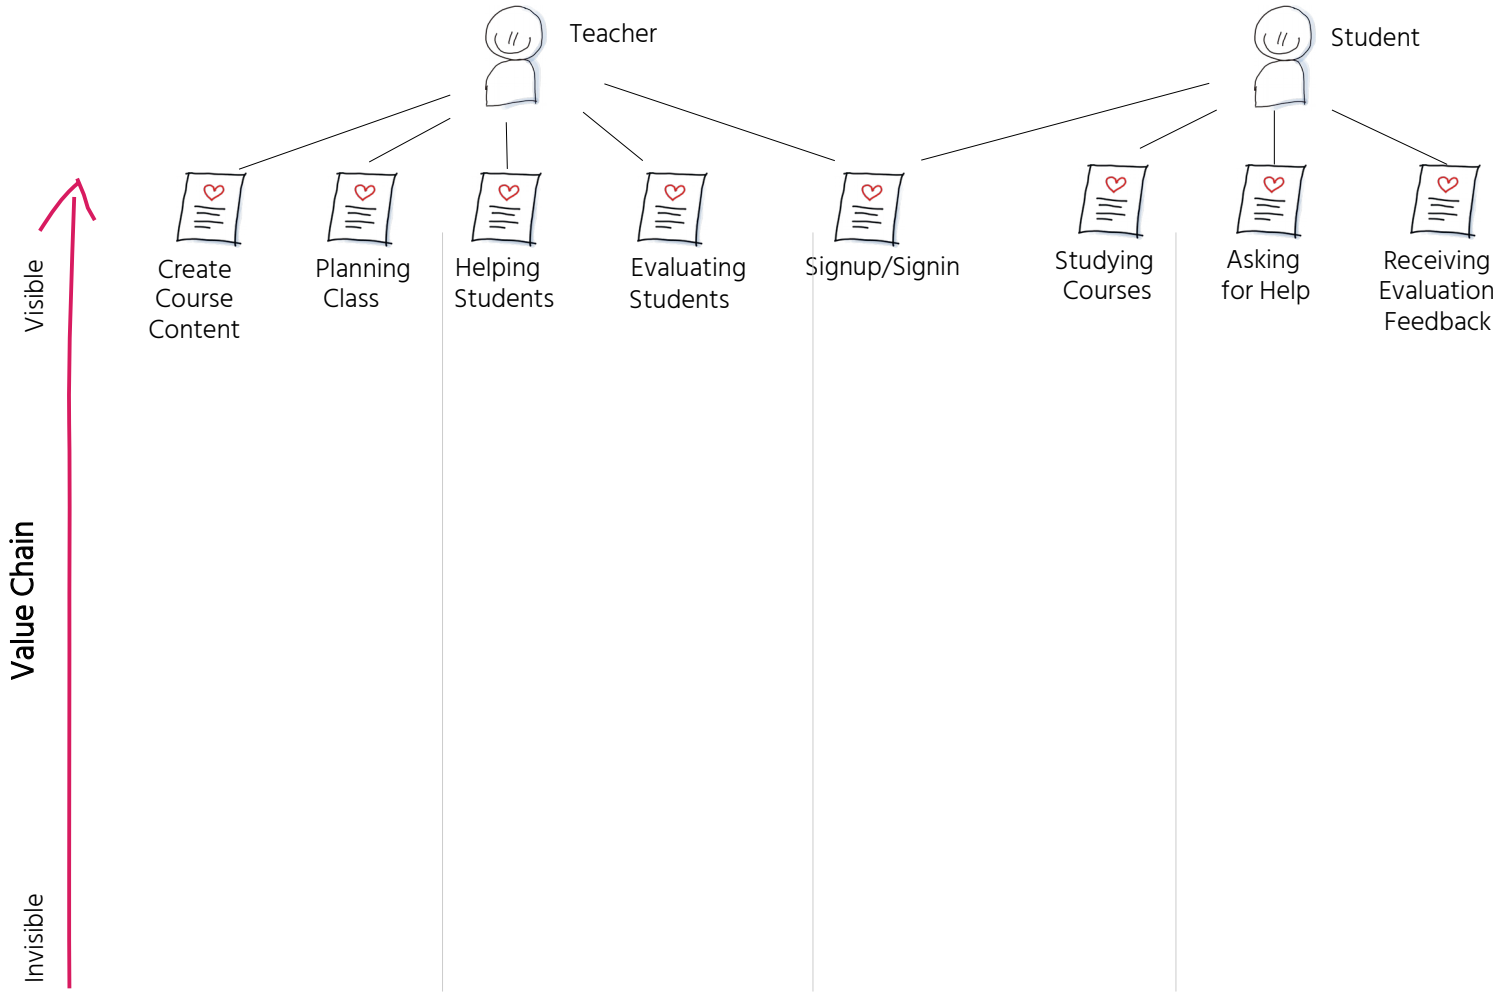 Teacher
Student
Create
Course
Content
Planning
Class
Helping
Students
Evaluating
Students
Signup/Signin
Studying
Courses
Asking
for Help
Receiving
Evaluation
Feedback
Visible
Value Chain
Invisible